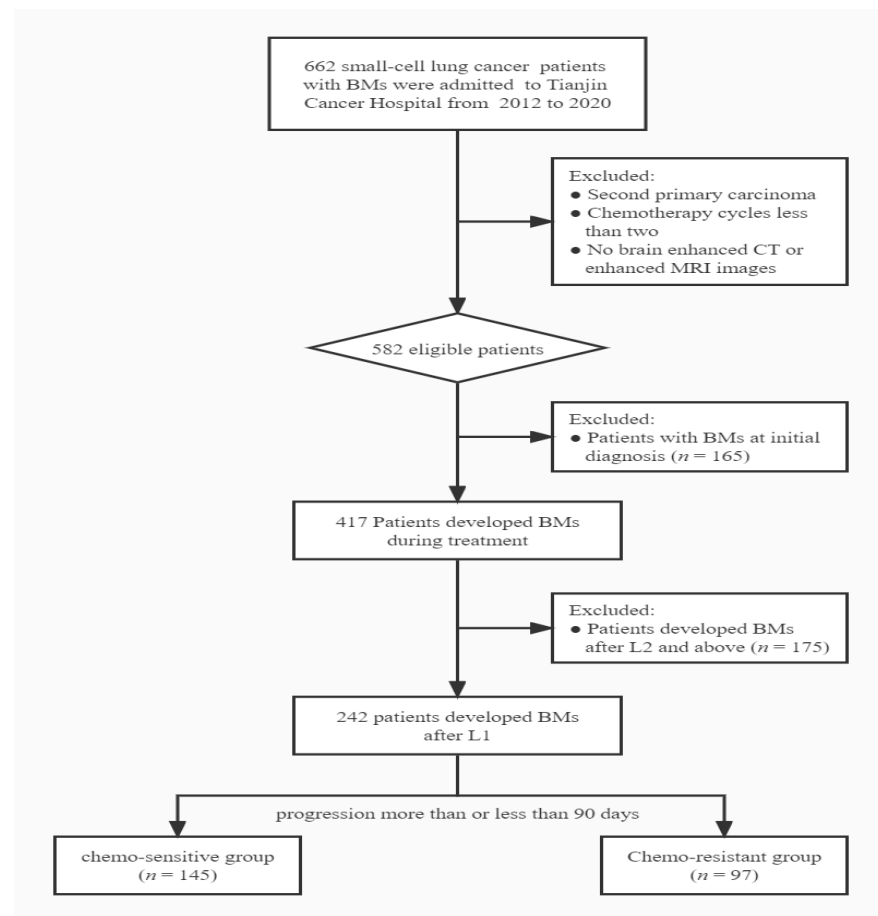 662 small-cell lung cancer patients
with BMs were admitted to Tianjin
Cancer Hospital from 2012 to 2020
Excluded:
● Second primary carcinoma
● Chemotherapy cycles less
than two
● No brain enhanced CT or
enhanced MRI images
582 eligible patients
Excluded:
● Patients with BMs at initial
diagnosis (n = 165)
417 Patients developed BMs
during treatment
Excluded:
● Patients developed BMs
after L2 and above (n = 175)
242 patients developed BMs
after L1
progression more than or less than 90 days
chemo-sensitive group
(n = 145)
Chemo-resistant group
(n = 97)